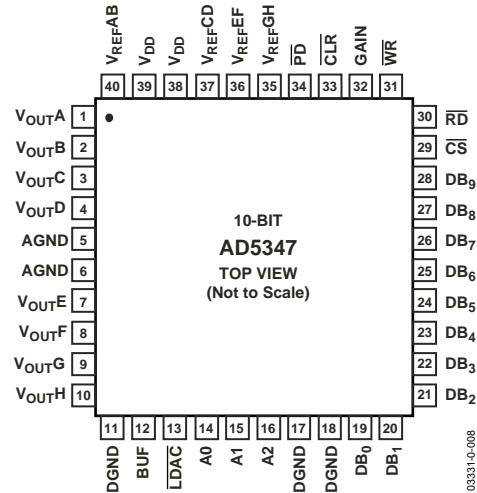 VREFAB
VDD
VDD
VREFCD
VREFEF
VREFGH
PD
CLR
GAIN
WR
40 39 38 37 36 35 34 33 32 31
VOUTA 1
VOUTB 2
VOUTC 3
VOUTD 4
AGND 5
AGND 6
VOUTE 7
VOUTF 8
VOUTG 9
VOUTH 10
10-BIT
AD5347
TOP VIEW
(Not to Scale)
30 RD
29 CS
28 DB9
27 DB8
26 DB7
25 DB6
24 DB5
23 DB4
22 DB3
21 DB2
11 12 13 14 15 16 17 18 19 20
DGND
BUF
LDAC
A0
A1
A2
DGND
DGND
DB0
DB1
03331-0-008